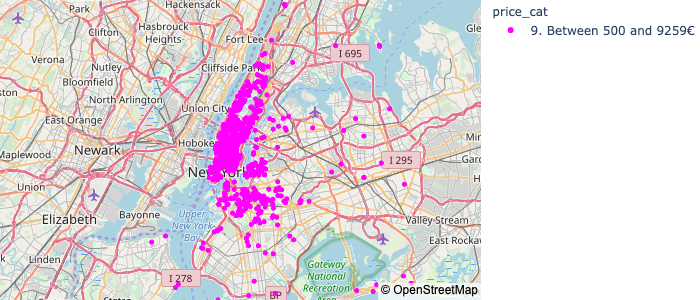 price_cat
9. Between 500 and 9259€
Park
Hackensack
Clifton
Hasbrouck
Heights
Fort Lee
I 695
Verona
Nutley
Cliffside Park
Bloomfield
North Arlington
Union City
East Orange
Hoboken
Newark
Maplewood
I 295
New York
Union
Elizabeth
Bayonne
Upper
New York
Bay
Valley Stream
East Rockaw
Linden
Gateway
National
Recreation
Area
I 278
© OpenStreetMap